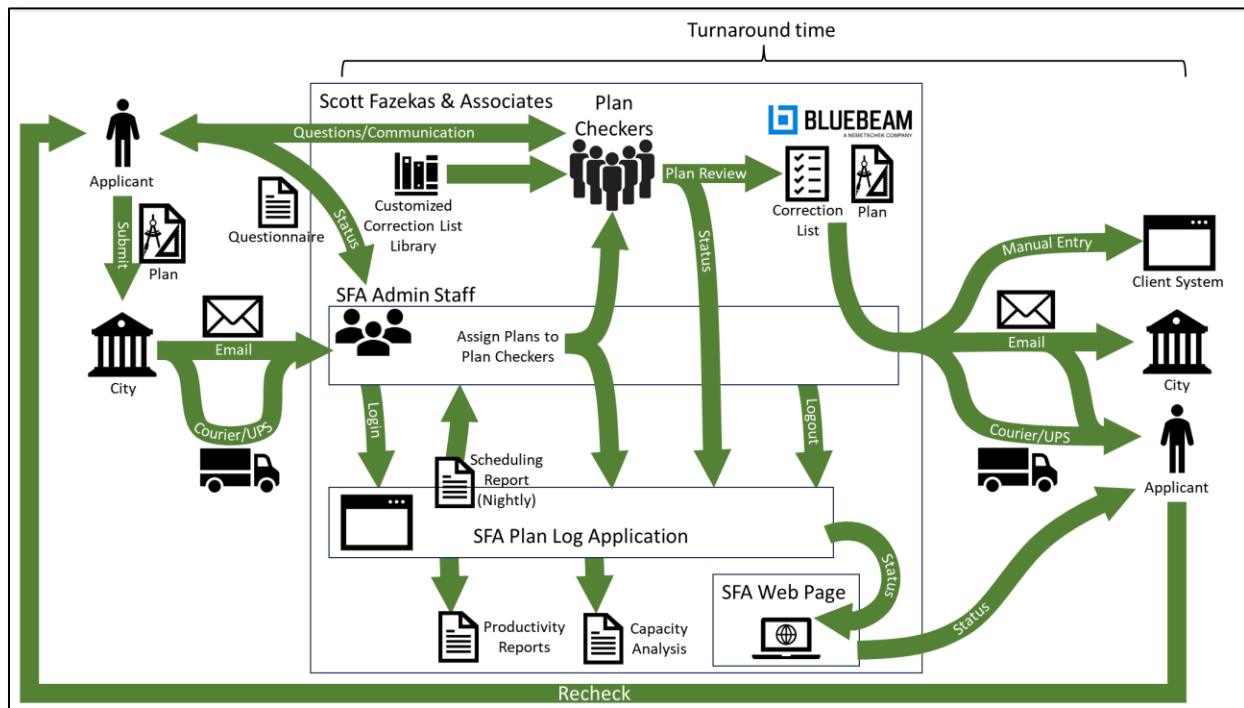 Turnaround time
Scott Fazekas & Associates
Plan
Checkers
BLUEBEAM
A NEMETSCHEK COMPANY
Questions/Communication
Applicant
Submit
Plan
Questionnaire
Status
Customized
Correction List
Library
Plan Review
Correction
List
Plan
Status
Manual Entry
Client System
SFA Admin Staff
Assign Plans to
Plan Checkers
Email
City
Courier/UPS
Login
Scheduling
Report
(Nightly)
Logout
Email
City
Courier/UPS
Applicant
SFA Plan Log Application
Status
Productivity
Reports
Capacity
Analysis
SFA Web Page
Status
Recheck